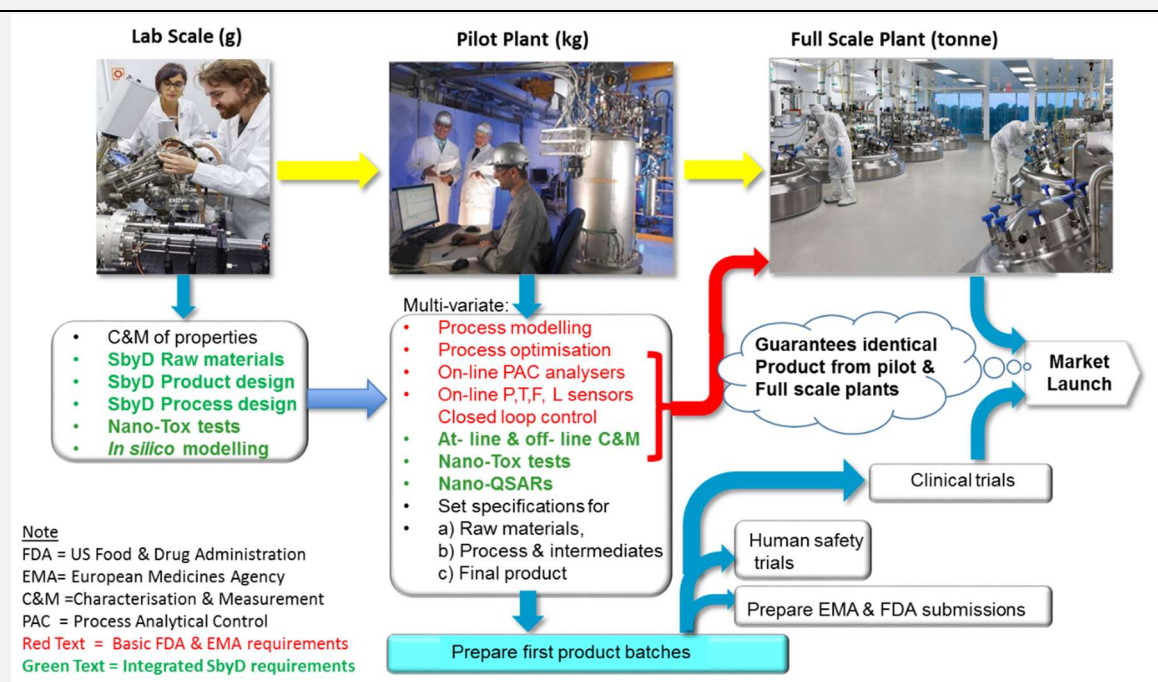 Lab Scale (g)
Pilot Plant (kg)
Full Scale Plant (tonne)
• C&M of properties
• SbyD Raw materials
• SbyD Product design
• SbyD Process design
• Nano-Tox tests
• In silico modelling
Multi-variate:
• Process modelling
• Process optimisation
• On-line PAC analysers
• On-line P,T,F, L sensors
Closed loop control
• At- line & off- line C&M
• Nano-Tox tests
• Nano-QSARs
• Set specifications for
• a) Raw materials,
b) Process & intermediates
c) Final product
Guarantees identical
Product from pilot &
Full scale plants
Market
Launch
Clinical trials
Human safety
trials
Prepare EMA & FDA submissions
Prepare first product batches
Note
FDA = US Food & Drug Administration
EMA= European Medicines Agency
C&M =Characterisation & Measurement
PAC = Process Analytical Control
Red Text = Basic FDA & EMA requirements
Green Text = Integrated SbyD requirements